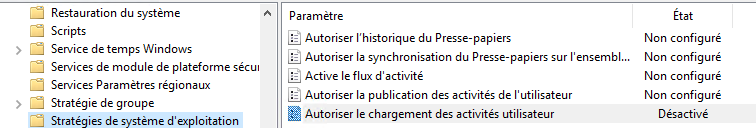 Restauration du système
Scripts
Service de temps Windows
Services de module de plateforme sécur
Services Paramètres régionaux
Stratégie de groupe
Stratégies de système d'exploitation
Paramètre État
Autoriser l'historique du Presse-papiers Non configuré
Autoriser la synchronisation du Presse-papiers sur l'ensembl... Non configuré
Active le flux d'activité Non configuré
Autoriser la publication des activités de l'utilisateur Non configuré
Autoriser le chargement des activités utilisateur Désactivé